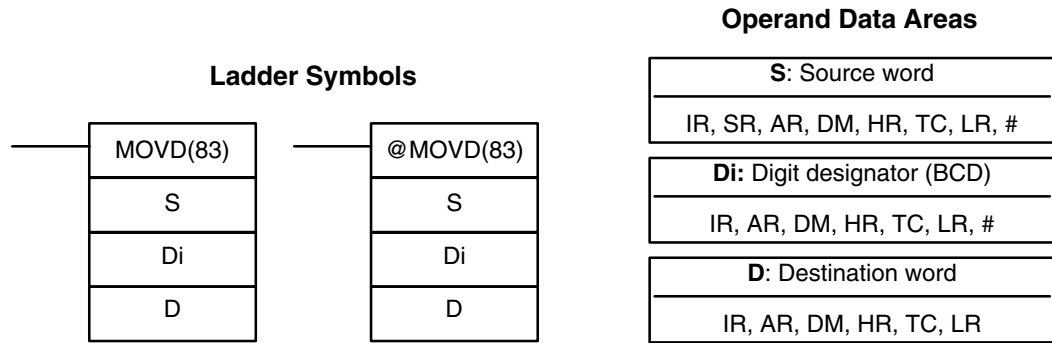 Ladder Symbols
MOVD(83)
S
Di
D
@MOVD(83)
S
Di
D
Operand Data Areas
S: Source word
IR, SR, AR, DM, HR, TC, LR, #
Di: Digit designator (BCD)
IR, AR, DM, HR, TC, LR, #
D: Destination word
IR, AR, DM, HR, TC, LR